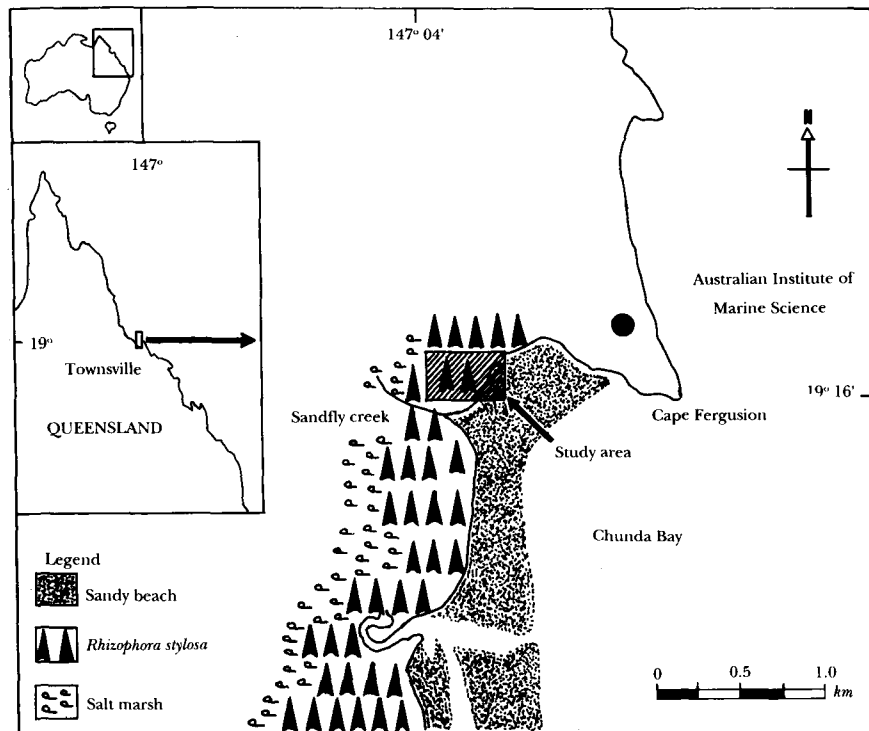 147° 04'
N
147°
Australian Institute of
Marine Science
19°
Townsville
19° 16'
Cape Fergusion
Sandfly creek
QUEENSLAND
Study area
Chunda Bay
Legend
Sandy beach
Rhizophora stylosa
Salt marsh
0 0.5 1.0
km